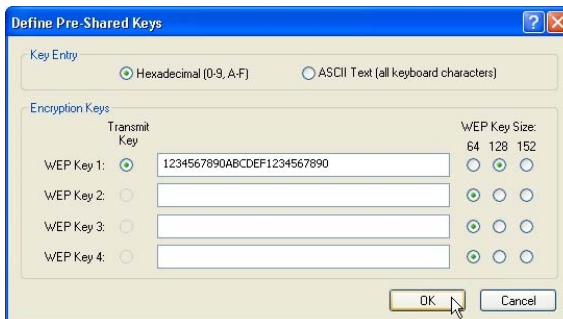 Define Pre-Shared Keys
Key Entry
Hexadecimal (0-9, A-F)
ASCII Text (all keyboard characters)
Encryption Keys
Transmit Key
WEP Key Size:
64 128 152
WEP Key 1: 1234567890ABCDEF1234567890
WEP Key 2:
WEP Key 3:
WEP Key 4:
OK
Cancel